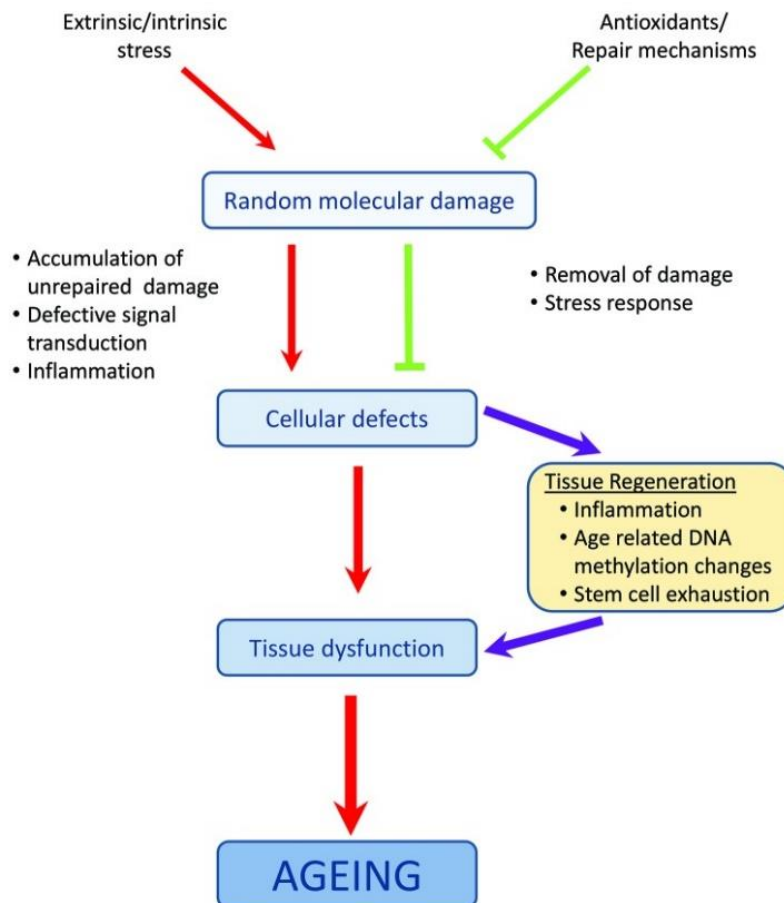 Extrinsic/intrinsic
stress
Antioxidants/
Repair mechanisms
Random molecular damage
• Accumulation of
unrepaired damage
• Defective signal
transduction
• Inflammation
• Removal of damage
• Stress response
Cellular defects
Tissue Regeneration
• Inflammation
• Age related DNA
methylation changes
• Stem cell exhaustion
Tissue dysfunction
AGEING